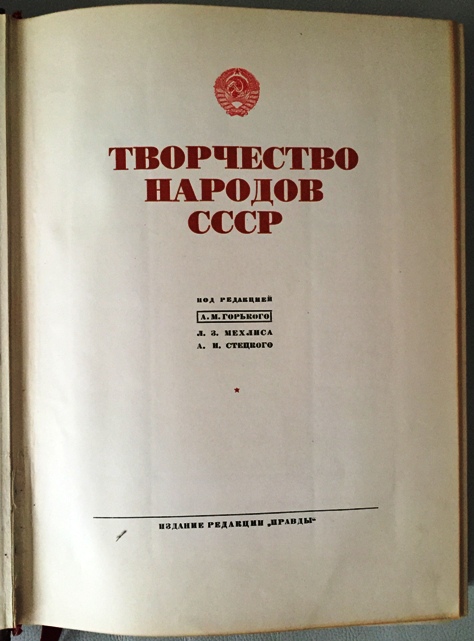 ТВОРЧЕСТВО
НАРОДОВ
СССР
ПОД РЕДАКЦИЕЙ
А. М. ГОРЬКОГО
Л. З. МЕХЛИСА
А. И. СТЕЦКОГО
ИЗДАНИЕ РЕДАКЦИИ „ПРАВДЫ“